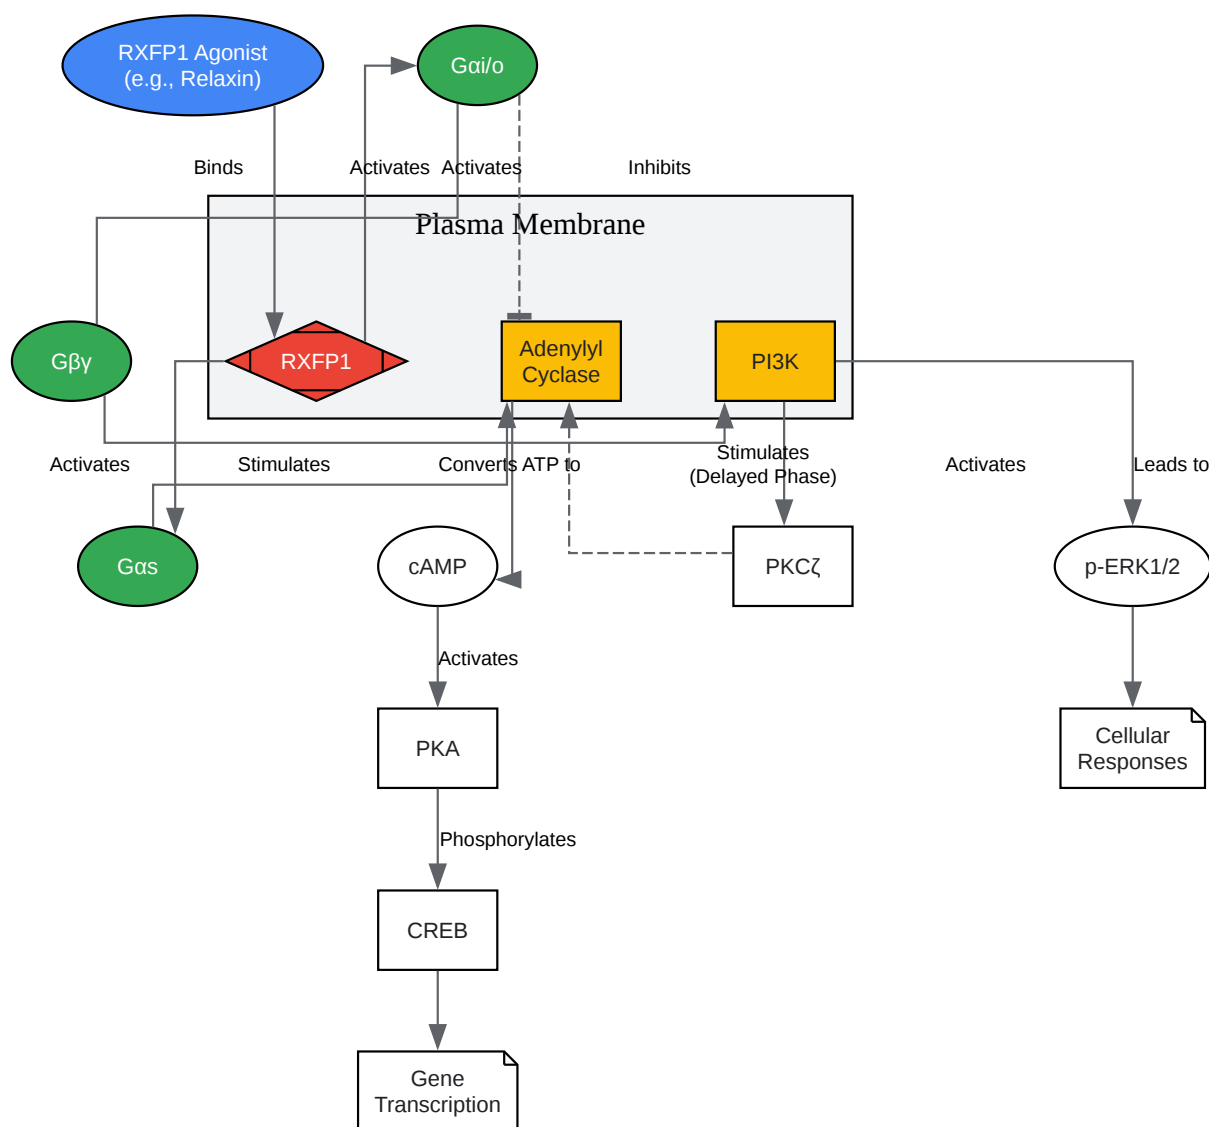 RXFP1 Agonist
(e.g., Relaxin)
Gαi/o
Binds
Activates
Activates
Inhibits
Plasma Membrane
Gβγ
RXFP1
Adenylyl
Cyclase
PI3K
Activates
Stimulates
Converts ATP to
Stimulates
(Delayed Phase)
Activates
Leads to
Gαs
cAMP
PKCζ
p-ERK1/2
Activates
PKA
Cellular
Responses
Phosphorylates
CREB
Gene
Transcription